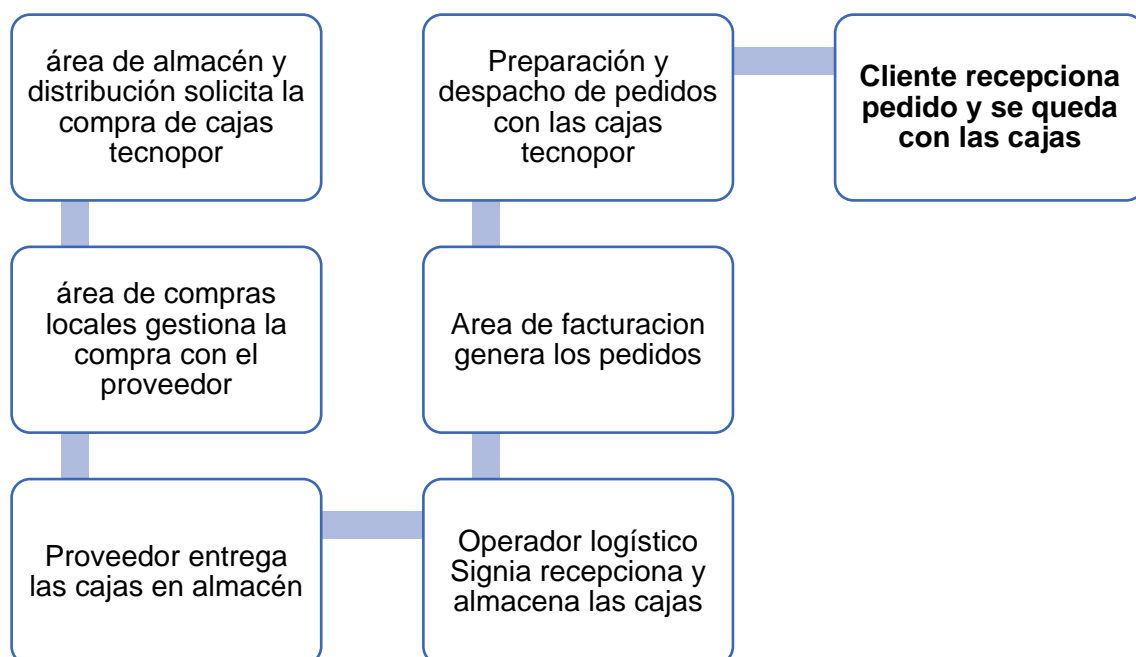 área de almacén y
distribución solicita la
compra de cajas
tecnopor
área de compras
locales gestiona la
compra con el
proveedor
Proveedor entrega
las cajas en almacén
Operador logístico
Signia recepciona y
almacena las cajas
Area de facturacion
genera los pedidos
Preparación y
despacho de pedidos
con las cajas
tecnopor
Cliente recepciona
pedido y se queda
con las cajas